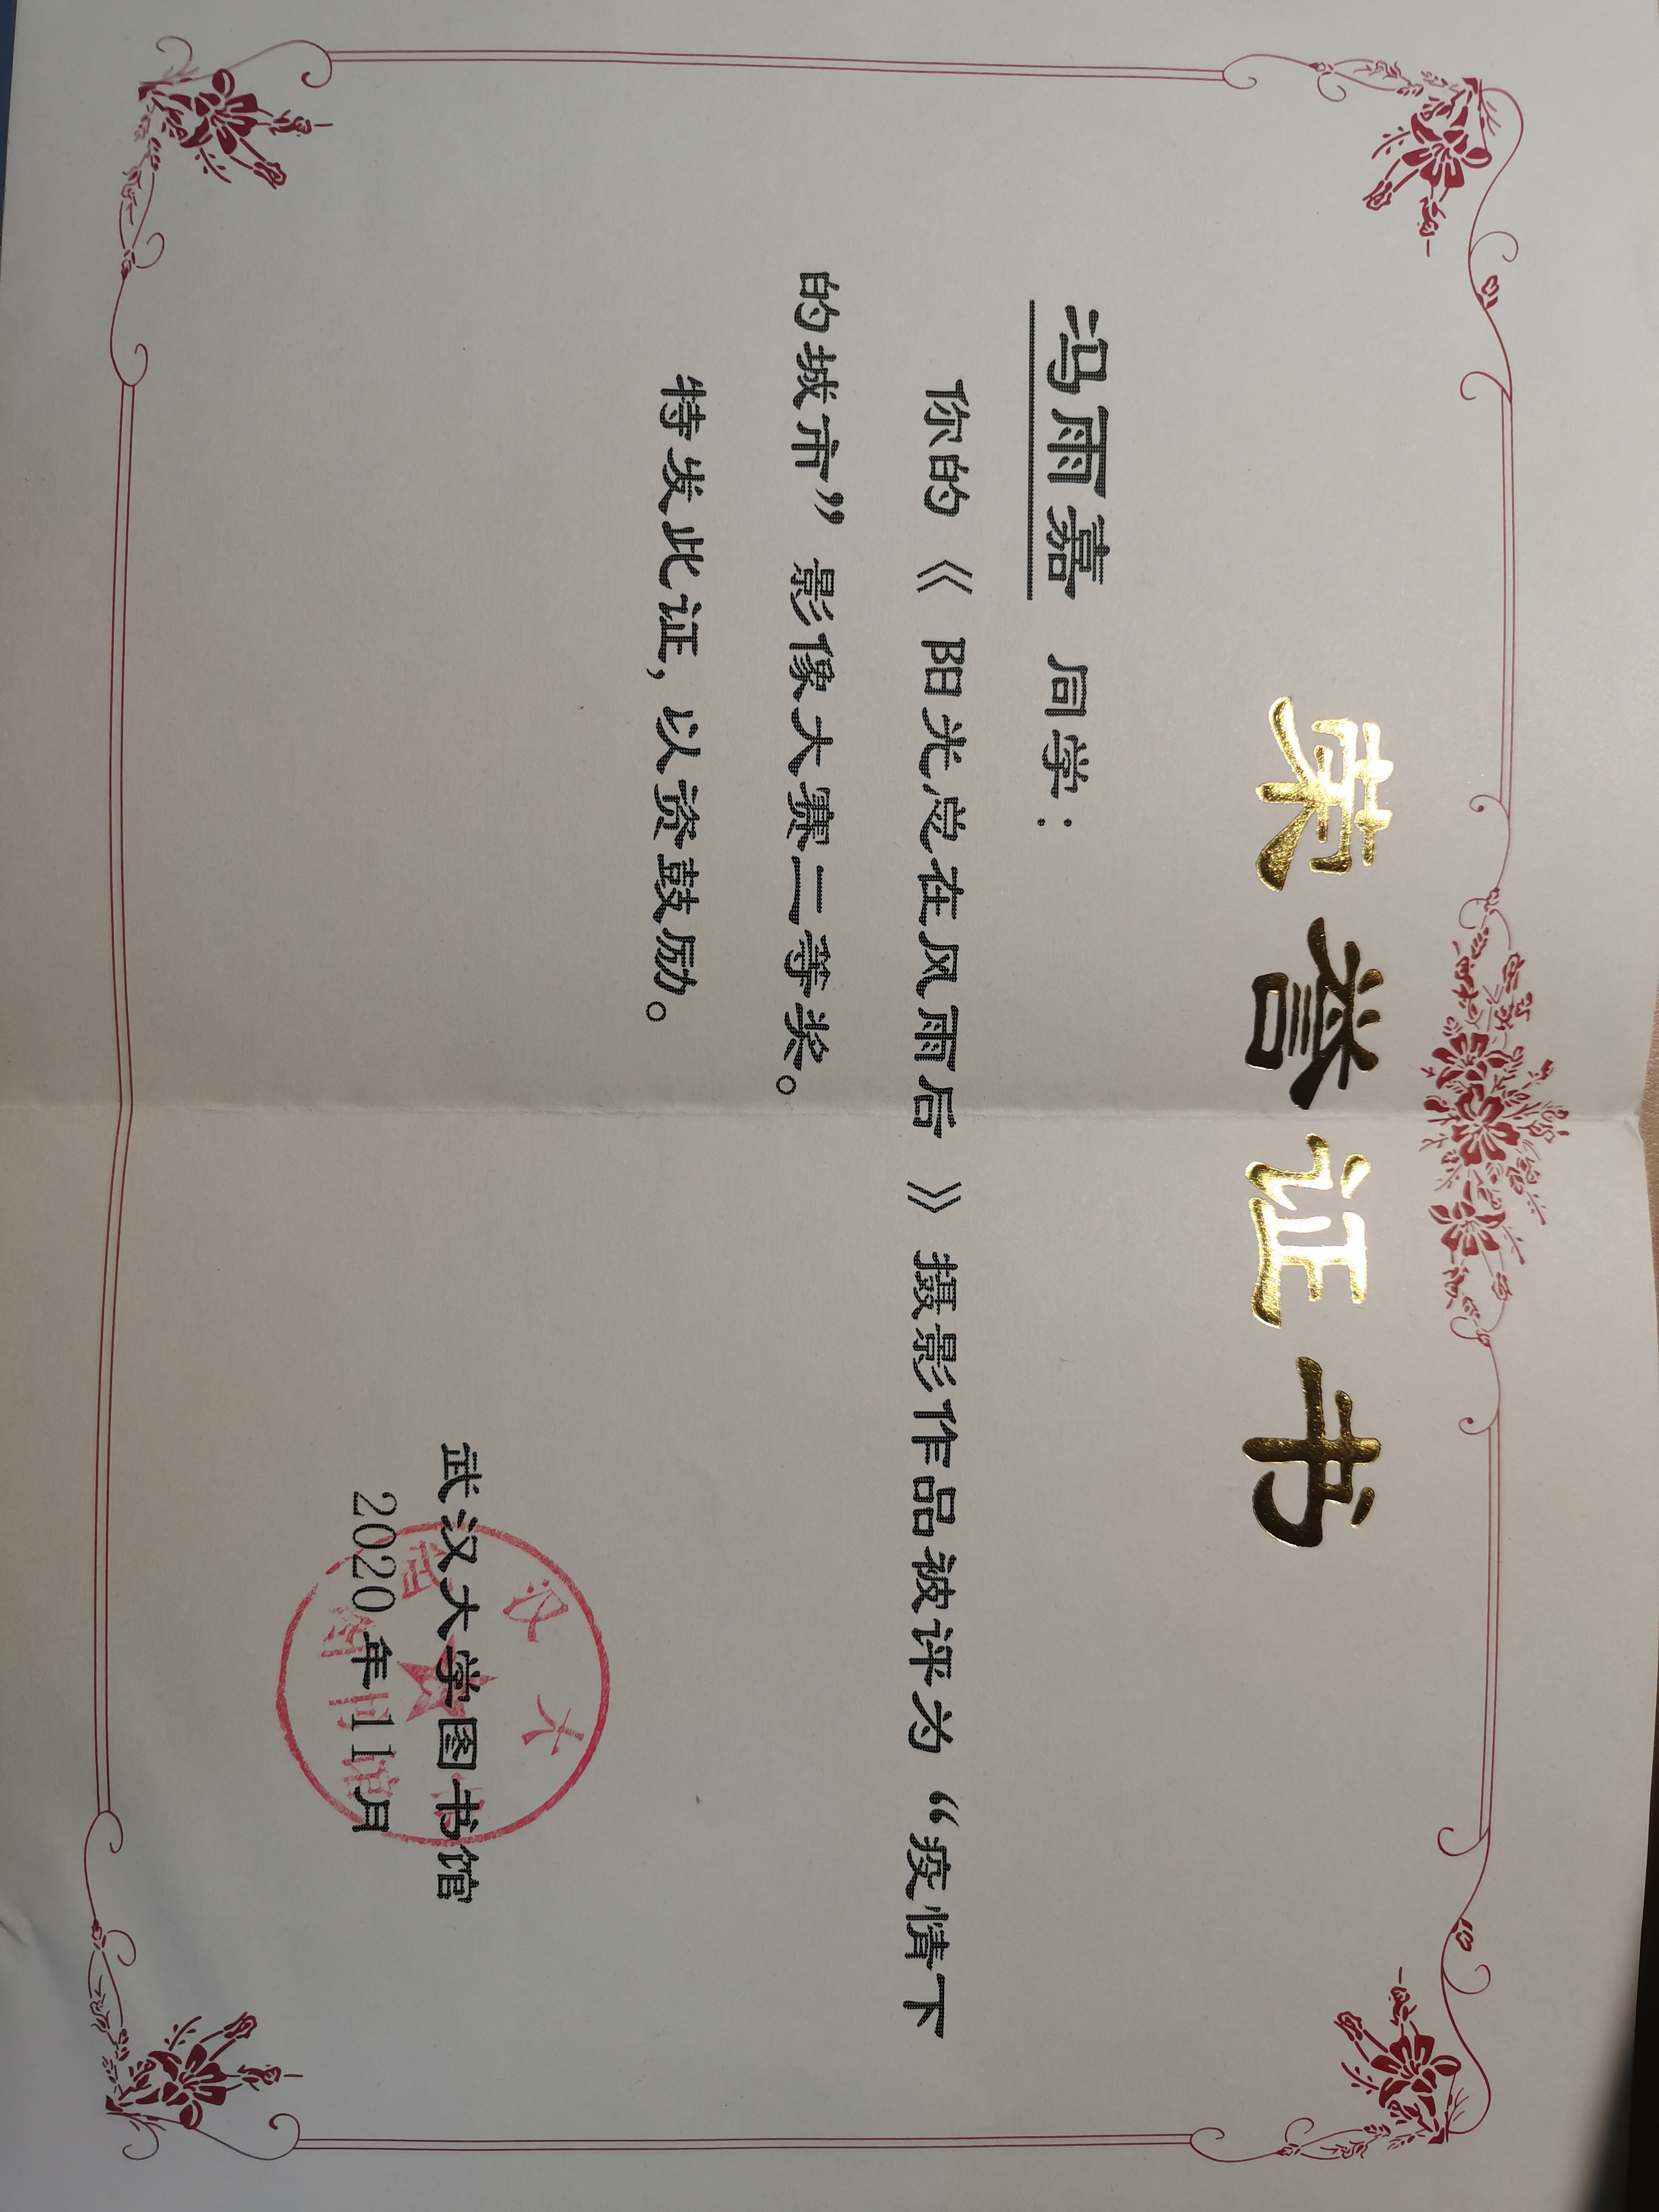 荣誉证书
冯雨嘉 同学：
你的《 阳光总在风雨后 》摄影作品被评为“疫情下
的城市”影像大赛二等奖。
特发此证，以资鼓励。
武汉大学图书馆
2020 年 11 月
汉 大
图 书 馆